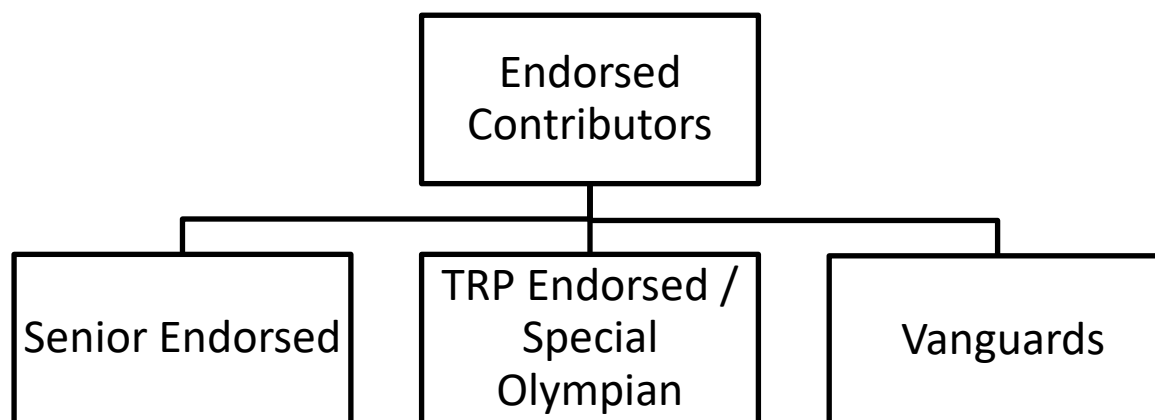 Endorsed
Contributors
Senior Endorsed
TRP Endorsed /
Special
Olympian
Vanguards